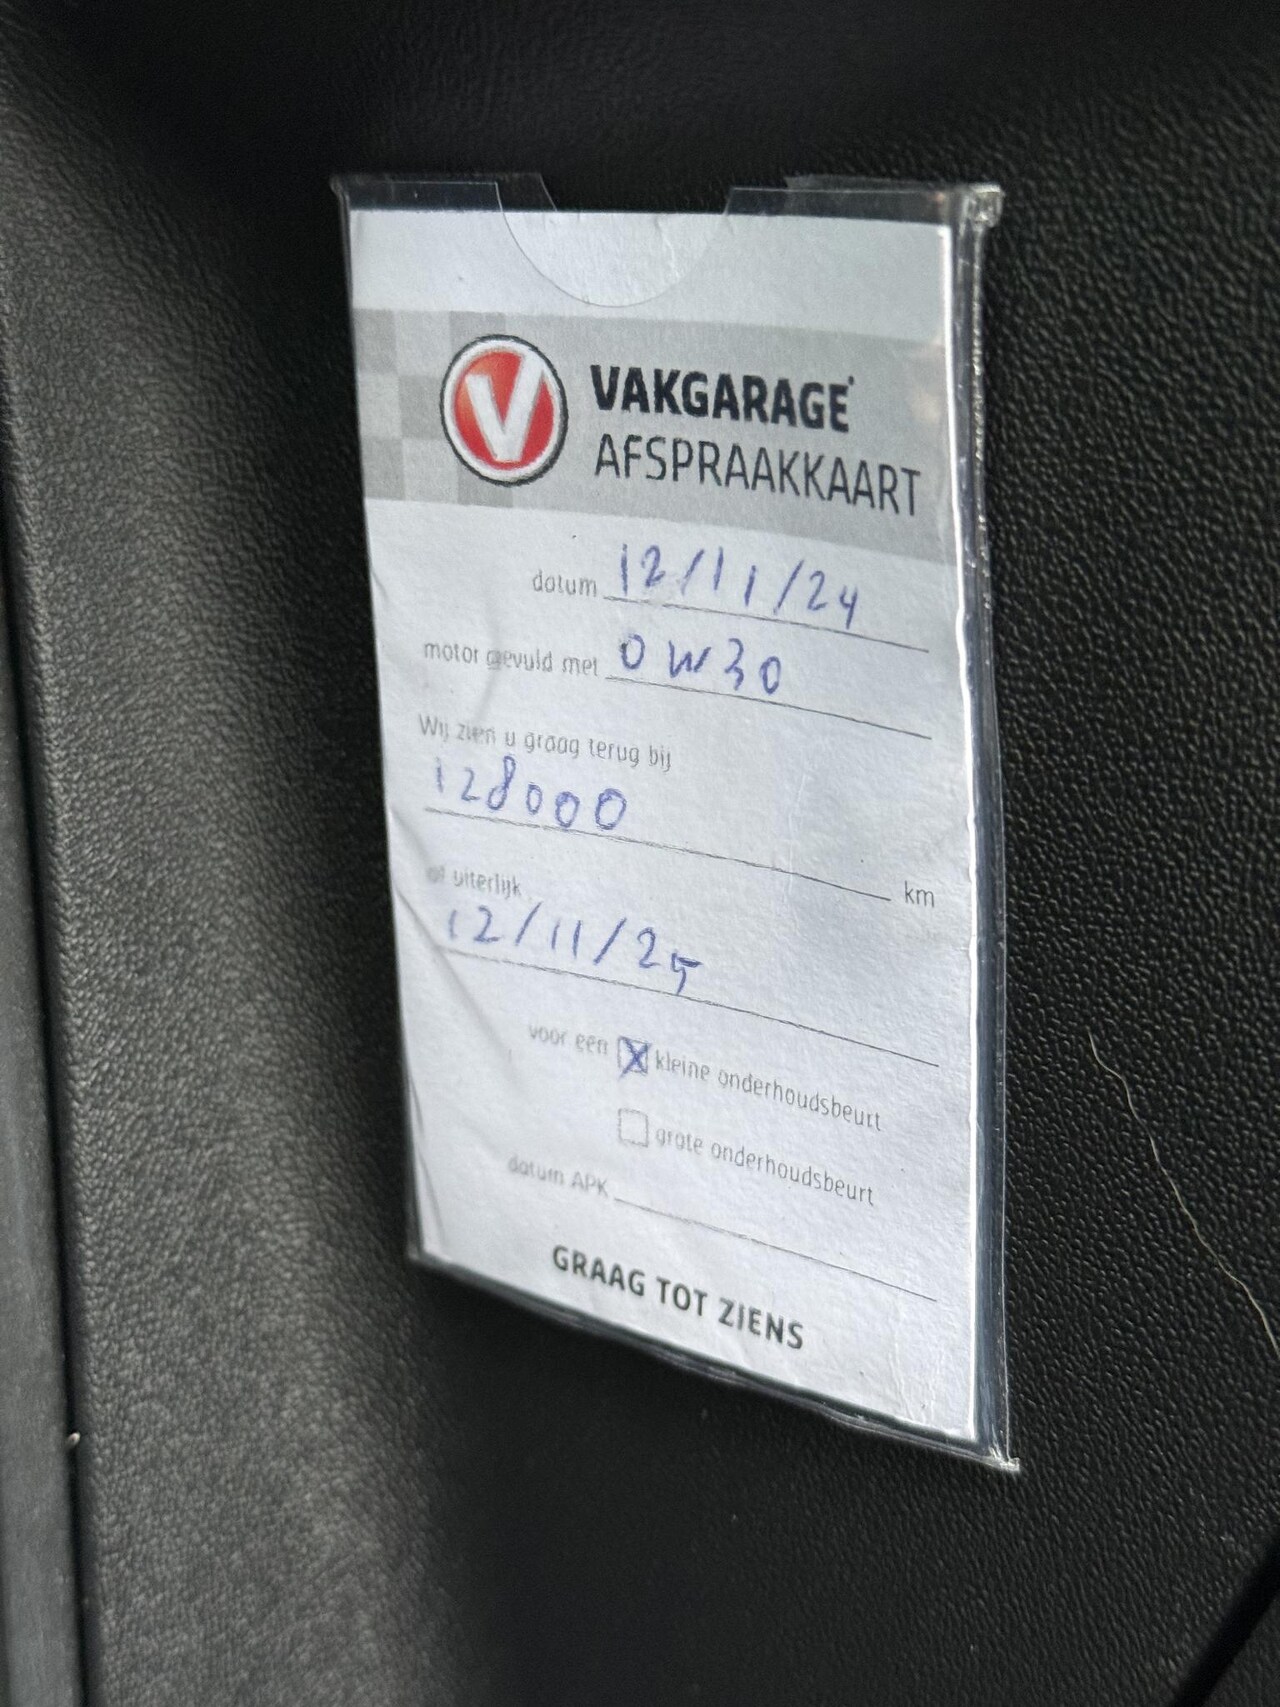 V
VAKGARAGE
AFSPRAAKKAART
datum 12/11/24
motor gevuld met 0W30
Wij zien u graag terug bij
128000 km
of uiterlijk
12/11/25
voor een X kleine onderhoudsbeurt
grote onderhoudsbeurt
datum APK
GRAAG TOT ZIENS